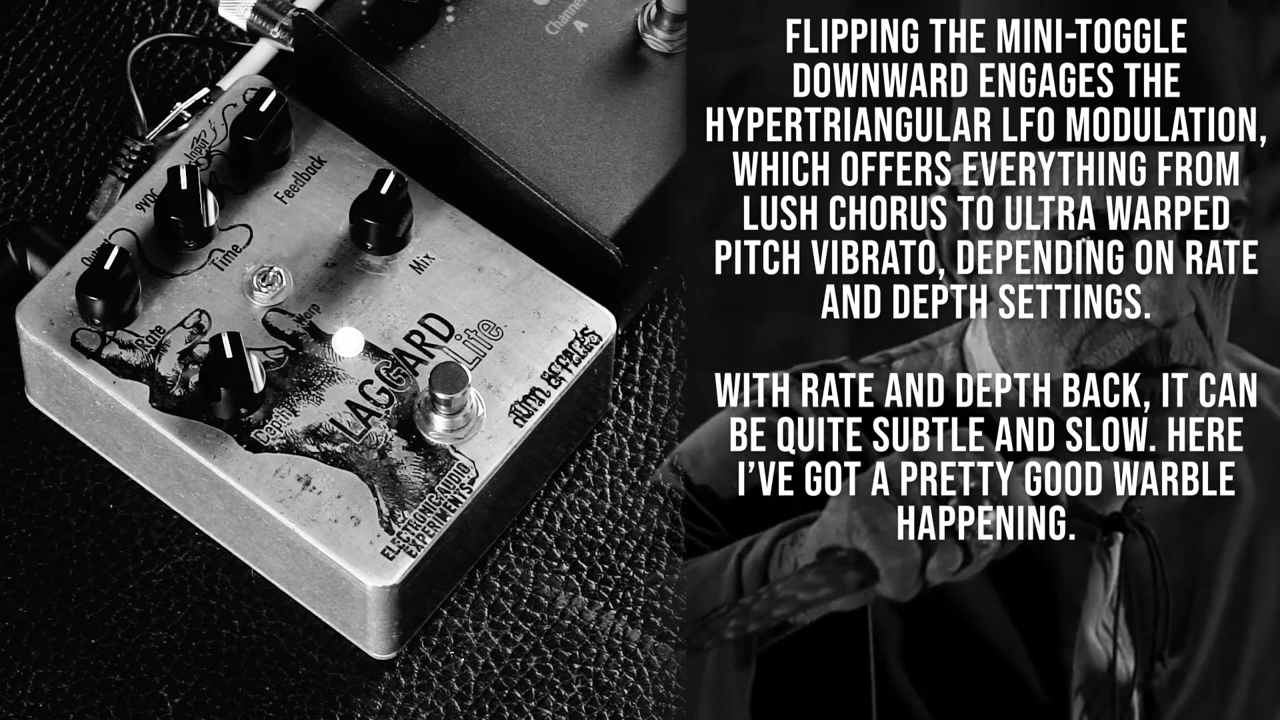 Channel
A
Input
9VDC
Output
Feedback
Time
Mix
Rate
Warp
Depth
LAGGARD
Lite
ELECTRONIC AUDIO
EXPERIMENTS
FLIPPING THE MINI-TOGGLE
DOWNWARD ENGAGES THE
HYPERTRIANGULAR LFO MODULATION,
WHICH OFFERS EVERYTHING FROM
LUSH CHORUS TO ULTRA WARPED
PITCH VIBRATO, DEPENDING ON RATE
AND DEPTH SETTINGS.
WITH RATE AND DEPTH BACK, IT CAN
BE QUITE SUBTLE AND SLOW. HERE
I'VE GOT A PRETTY GOOD WARBLE
HAPPENING.